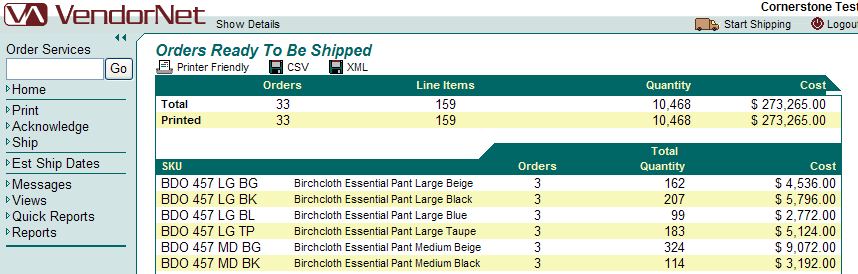 VA VendorNet
Show Details
Cornerstone Test
Start Shipping Logou
Order Services
Go
Home
Print
Acknowledge
Ship
Est Ship Dates
Messages
Views
Quick Reports
Reports
Orders Ready To Be Shipped
Printer Friendly CSV XML
Orders Line Items Quantity Cost
Total 33 159 10,468 $ 273,265.00
Printed 33 159 10,468 $ 273,265.00
Total
SKU Orders Quantity Cost
BDO 457 LG BG Birchcloth Essential Pant Large Beige 3 162 $ 4,536.00
BDO 457 LG BK Birchcloth Essential Pant Large Black 3 207 $ 5,796.00
BDO 457 LG BL Birchcloth Essential Pant Large Blue 3 99 $ 2,772.00
BDO 457 LG TP Birchcloth Essential Pant Large Taupe 3 183 $ 5,124.00
BDO 457 MD BG Birchcloth Essential Pant Medium Beige 3 324 $ 9,072.00
BDO 457 MD BK Birchcloth Essential Pant Medium Black 3 114 $ 3,192.00